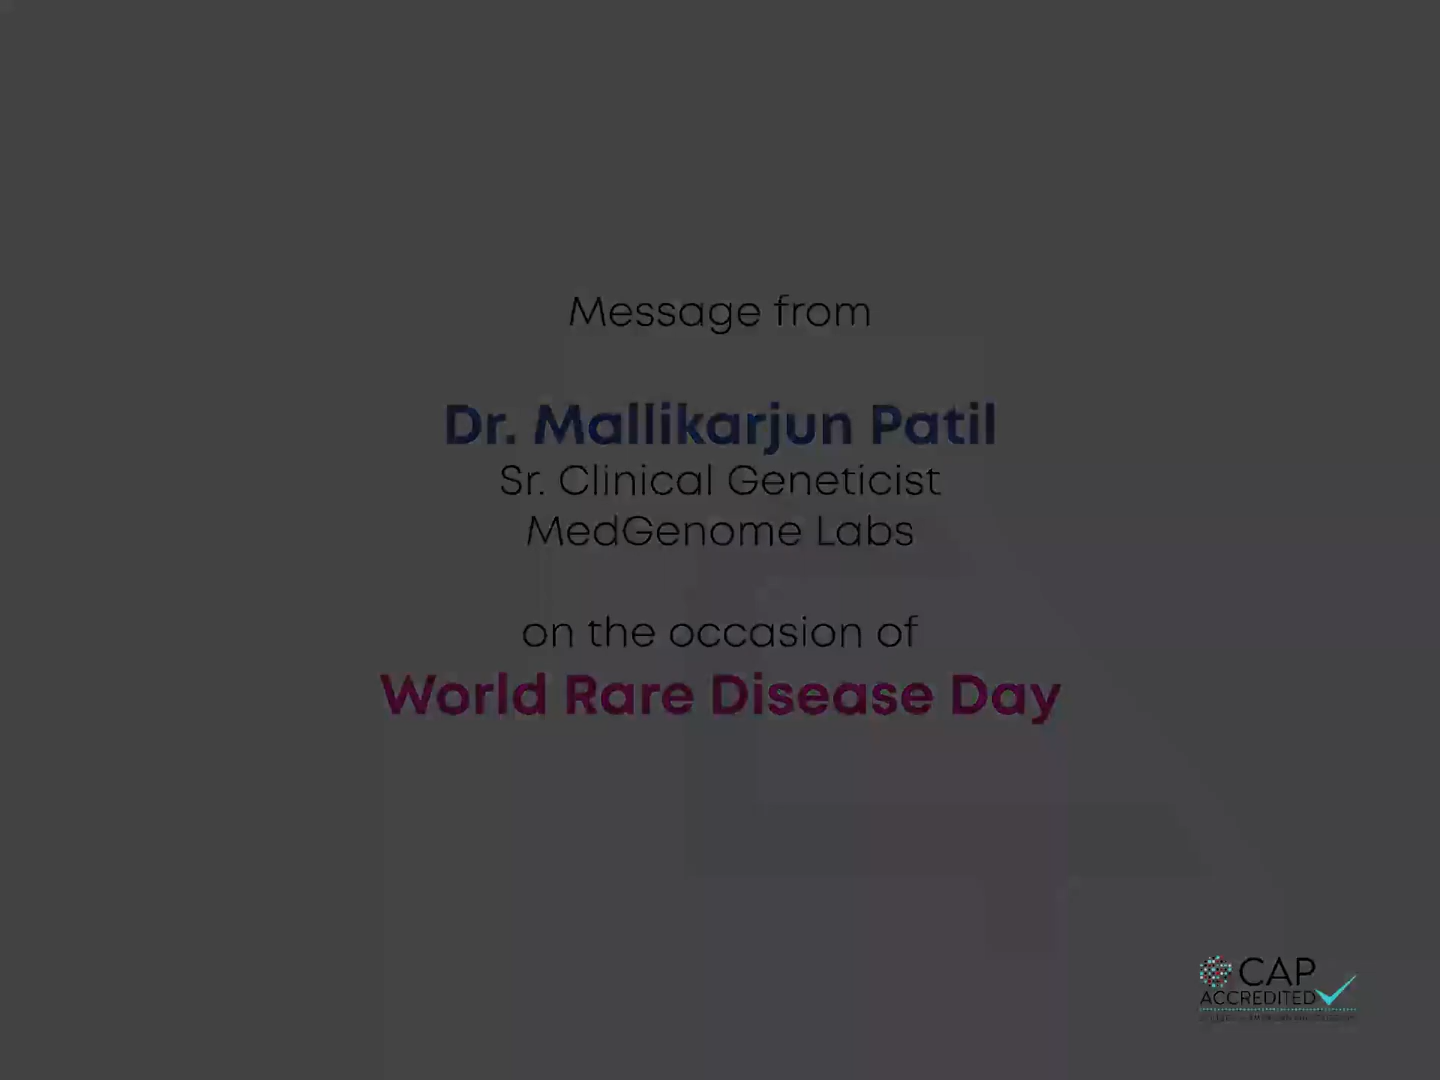 Message from
Dr. Mallikarjun Patil
Sr. Clinical Geneticist
MedGenome Labs
on the occasion of
World Rare Disease Day
CAP
ACCREDITED